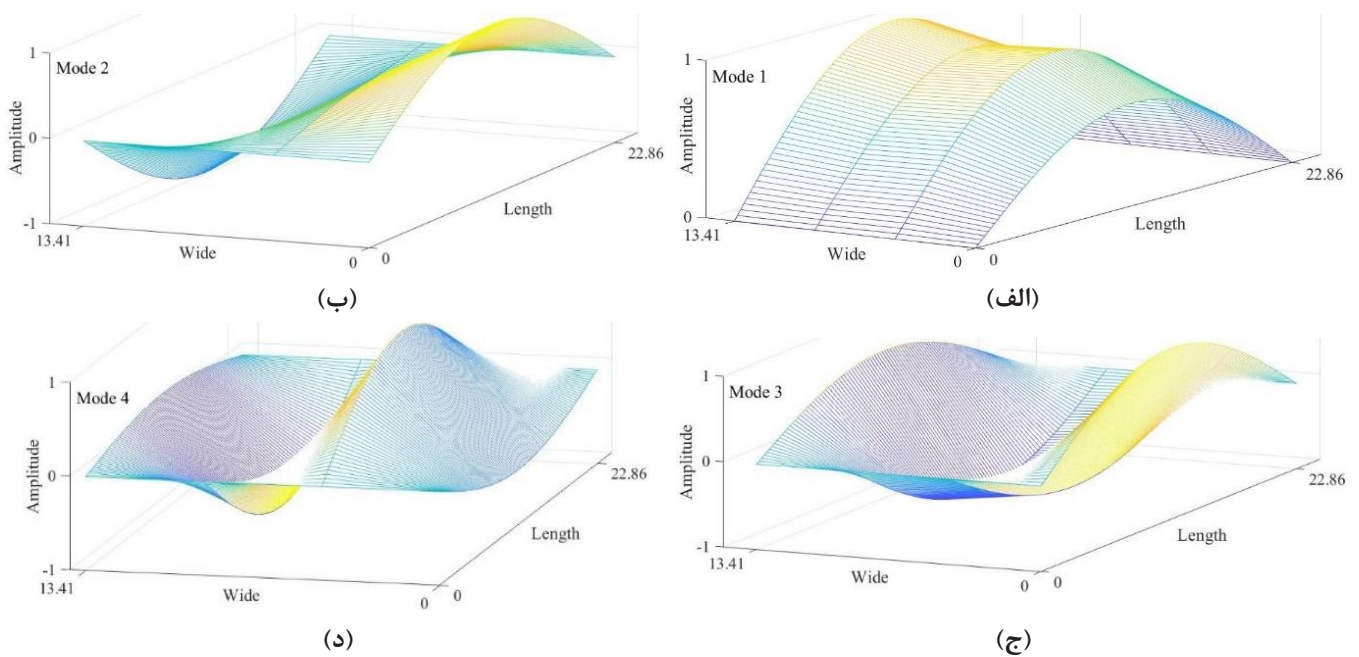 1
Mode 2
Amplitude
0
-1
13.41
Wide
0
0
Length
22.86
(ب)
1
Mode 1
Amplitude
0
13.41
Wide
0
0
Length
22.86
(الف)
1
Mode 4
Amplitude
0
-1
13.41
Wide
0
0
Length
22.86
(د)
1
Mode 3
Amplitude
0
-1
13.41
Wide
0
0
Length
22.86
(ج)